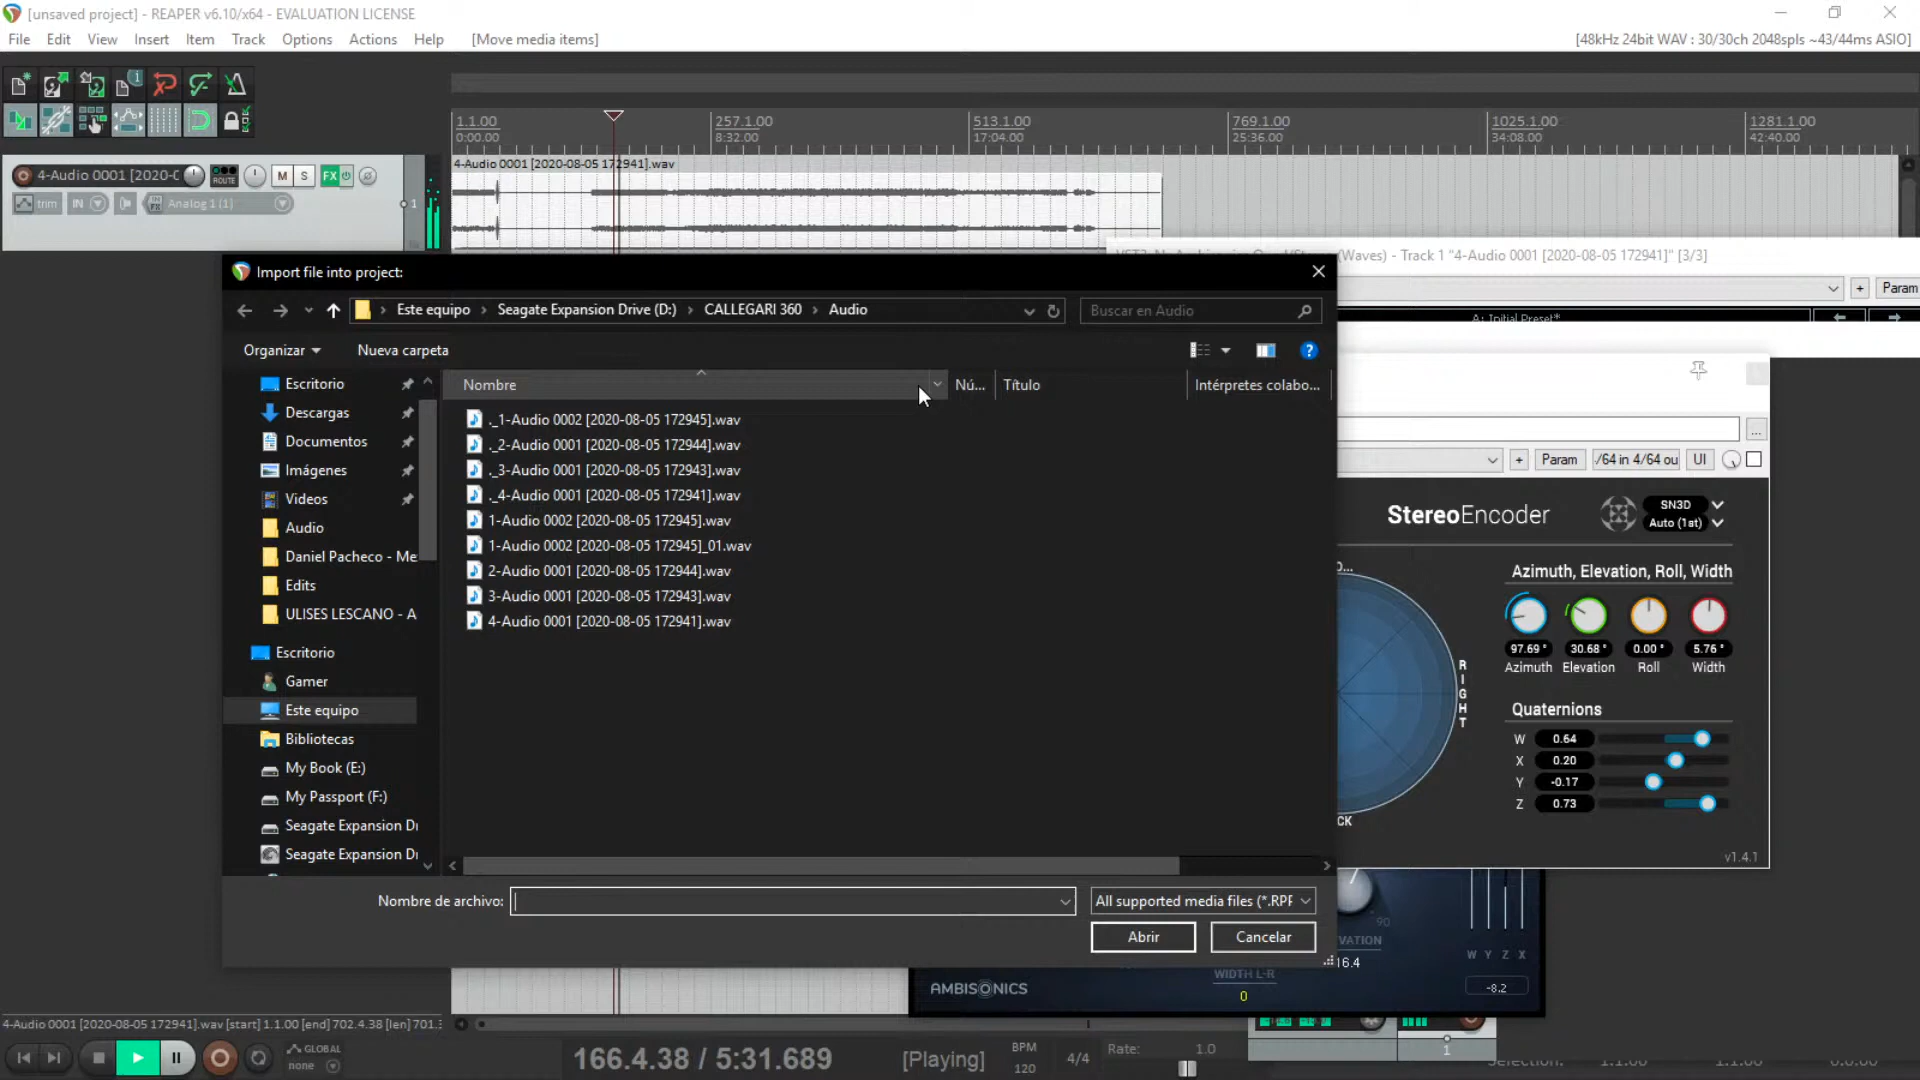 [unsaved project] - REAPER v6.10/x64 - EVALUATION LICENSE
File Edit View Insert Item Track Options Actions Help [Move media items]
[48kHz 24bit WAV : 30/30ch 2048spls ~43/44ms ASIO]
1.1.00 257.1.00 513.1.00 769.1.00 1025.1.00 1281.1.00
0:00.00 8:32.00 17:04.00 25:36.00 34:08.00 42:40.00
4-Audio 0001 [2020-08-05 172941].wav
4-Audio 0001 [2020-C ROUTE M S FX
trim IN FX Analog 1 (1) 1
(Waves) - Track 1 "4-Audio 0001 [2020-08-05 172941]" [3/3]
+ Param
A: Initial Preset*
Import file into project:
Este equipo Seagate Expansion Drive (D:) CALLEGARI 360 Audio
Buscar en Audio
Organizar Nueva carpeta
Nombre Nú... Título Intérpretes colabo...
Escritorio
Descargas
Documentos
Imágenes
Videos
Audio
Daniel Pacheco - Me
Edits
ULISES LESCANO - A
Escritorio
Gamer
Este equipo
Bibliotecas
My Book (E:)
My Passport (F:)
Seagate Expansion Dr
Seagate Expansion Dr
._1-Audio 0002 [2020-08-05 172945].wav
._2-Audio 0001 [2020-08-05 172944].wav
._3-Audio 0001 [2020-08-05 172943].wav
._4-Audio 0001 [2020-08-05 172941].wav
1-Audio 0002 [2020-08-05 172945].wav
1-Audio 0002 [2020-08-05 172945]_01.wav
2-Audio 0001 [2020-08-05 172944].wav
3-Audio 0001 [2020-08-05 172943].wav
4-Audio 0001 [2020-08-05 172941].wav
Nombre de archivo:
All supported media files (*.RPF
Abrir Cancelar
...
+ Param /64 in 4/64 ou UI
StereoEncoder
SN3D
Auto (1st)
Azimuth, Elevation, Roll, Width
97.69° 30.68° 0.00° 5.76°
Azimuth Elevation Roll Width
RIGHT
Quaternions
W 0.64
X 0.20
Y -0.17
Z 0.73
CK
v1.4.1
90
VATION
16.4
W Y Z X
-8.2
AMBISONICS
WIDTH L-R
0
4-Audio 0001 [2020-08-05 172941].wav [start] 1.1.00 [end] 702.4.38 [len] 701.3
GLOBAL
none
166.4.38 / 5:31.689 [Playing]
BPM
120
4/4
Rate: 1.0
1